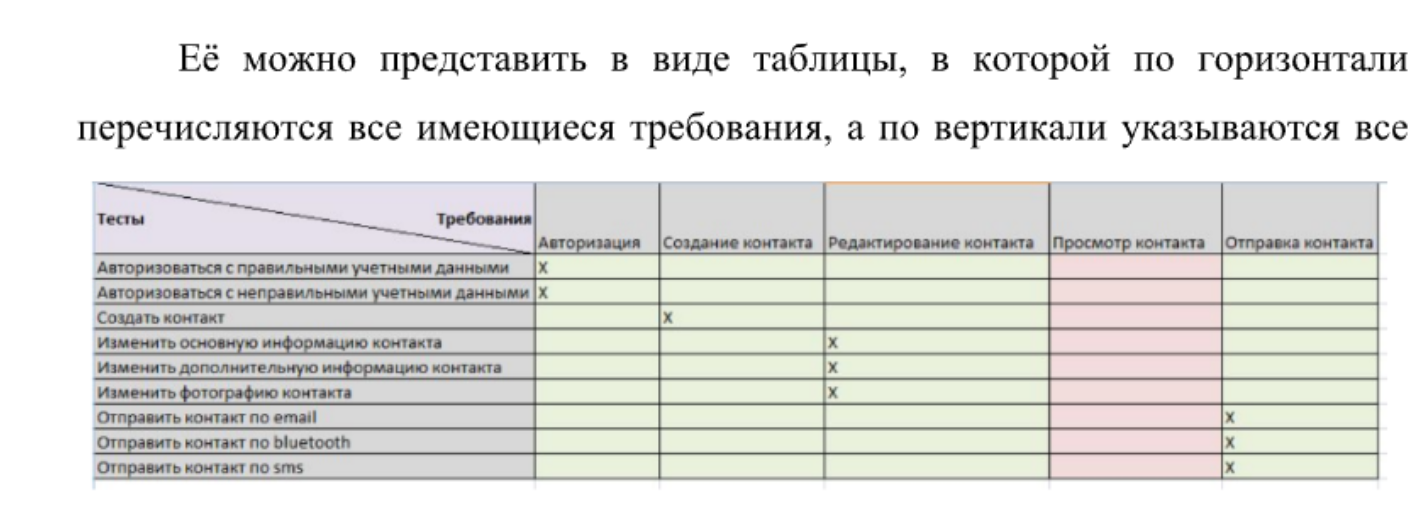 Её можно представить в виде таблицы, в которой по горизонтали
перечисляются все имеющиеся требования, а по вертикали указываются все
Тесты Требования Авторизация Создание контакта Редактирование контакта Просмотр контакта Отправка контакта
Авторизоваться с правильными учетными данными X
Авторизоваться с неправильными учетными данными X
Создать контакт X
Изменить основную информацию контакта X
Изменить дополнительную информацию контакта X
Изменить фотографию контакта X
Отправить контакт по email X
Отправить контакт по bluetooth X
Отправить контакт по sms X